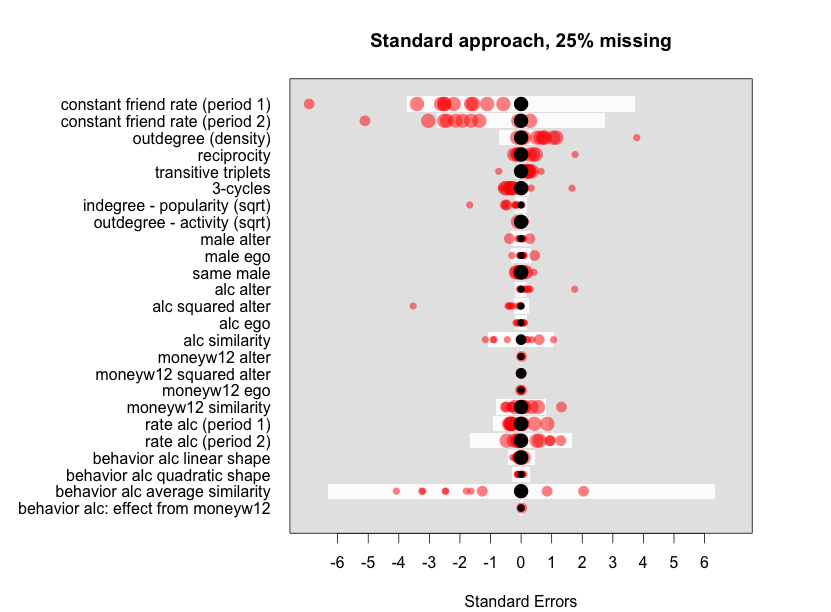 Standard approach, 25% missing
constant friend rate (period 1)
constant friend rate (period 2)
outdegree (density)
reciprocity
transitive triplets
3-cycles
indegree - popularity (sqrt)
outdegree - activity (sqrt)
male alter
male ego
same male
alc alter
alc squared alter
alc ego
alc similarity
moneyw12 alter
moneyw12 squared alter
moneyw12 ego
moneyw12 similarity
rate alc (period 1)
rate alc (period 2)
behavior alc linear shape
behavior alc quadratic shape
behavior alc average similarity
behavior alc: effect from moneyw12
-6 -5 -4 -3 -2 -1 0 1 2 3 4 5 6
Standard Errors